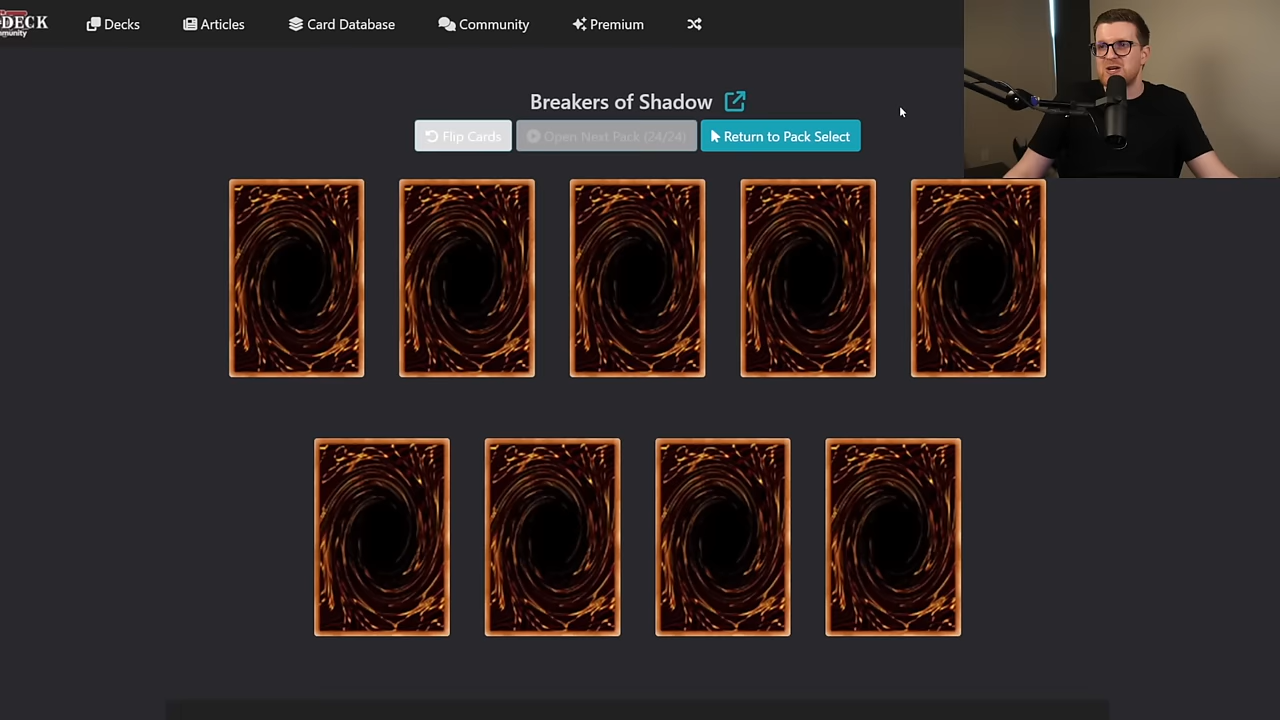 DECK
mmunity
Decks
Articles
Card Database
Community
Premium
Breakers of Shadow
Flip Cards
Open Next Pack (24/24)
Return to Pack Select